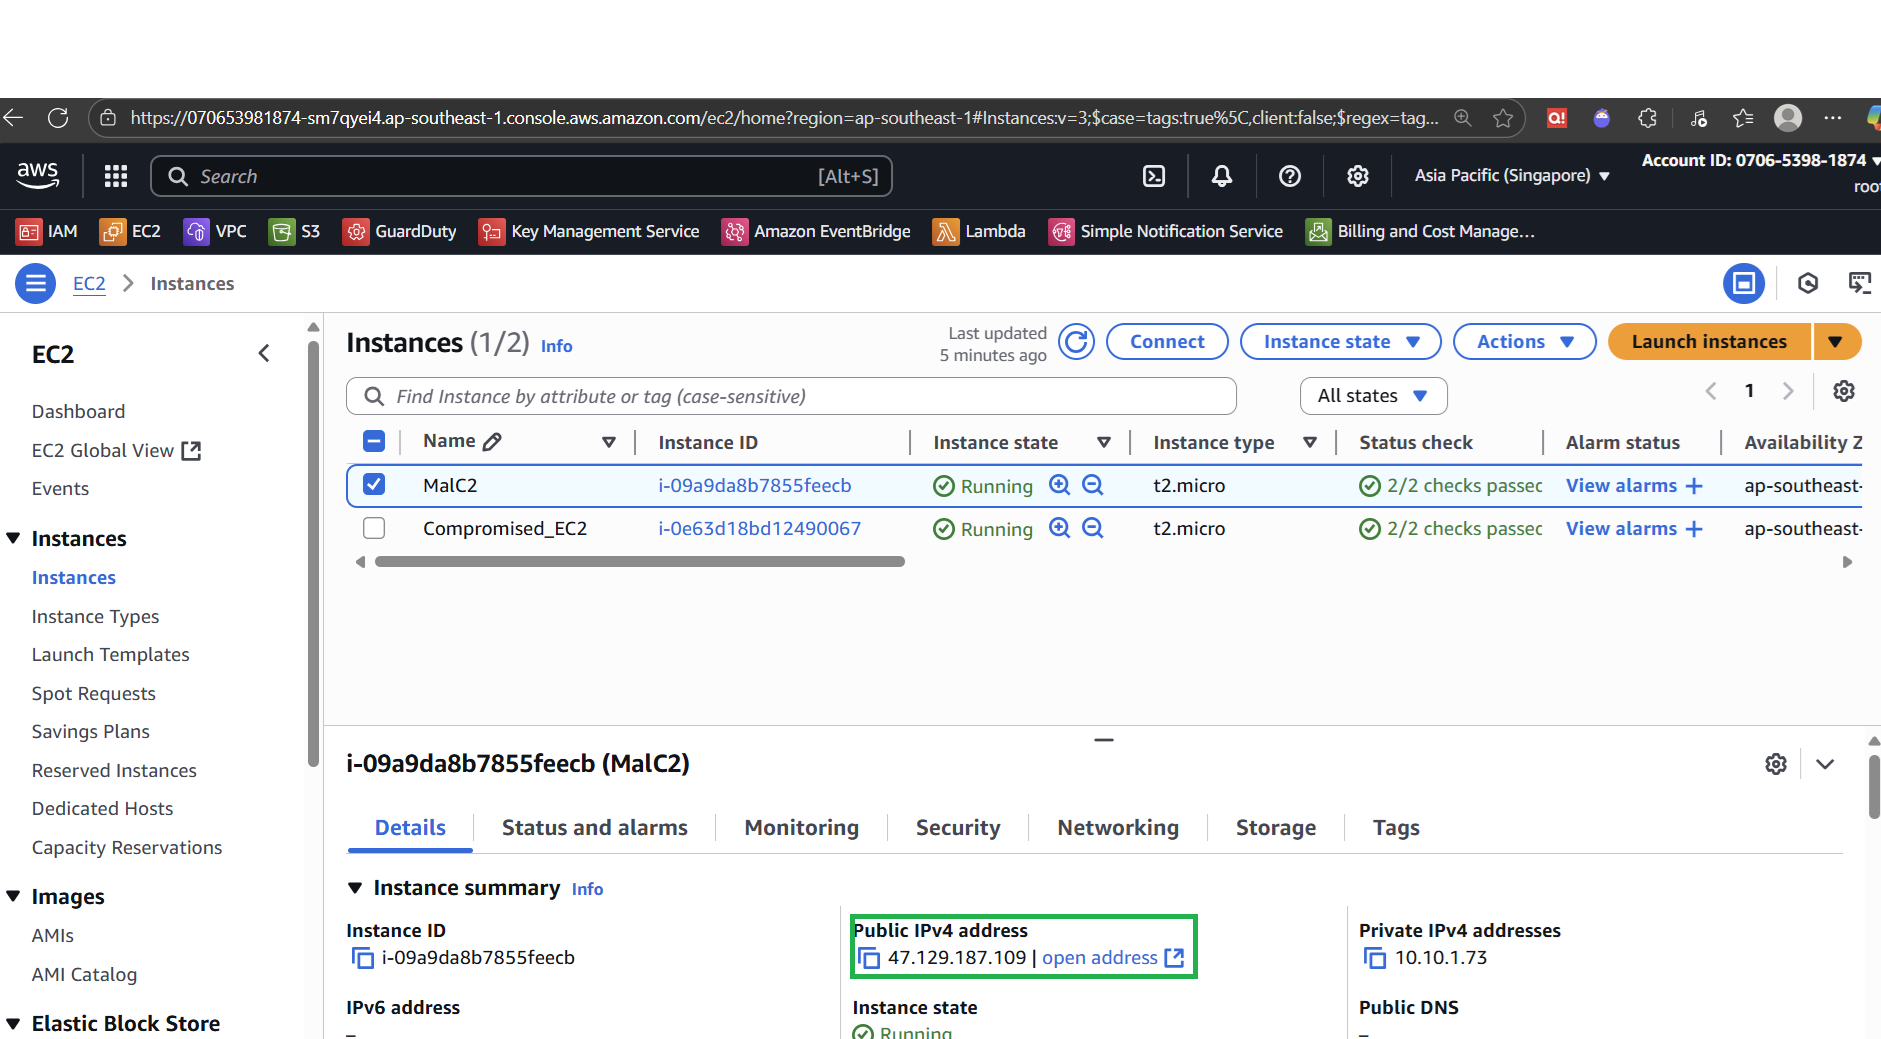 https://070653981874-sm7qyei4.ap-southeast-1.console.aws.amazon.com/ec2/home?region=ap-southeast-1#Instances:v=3;$case=tags:true%5C,client:false;$regex=tag...
aws
Search [Alt+S]
Asia Pacific (Singapore)
Account ID: 0706-5398-1874
root
IAM EC2 VPC S3 GuardDuty Key Management Service Amazon EventBridge Lambda Simple Notification Service Billing and Cost Manage...
EC2 > Instances
EC2
Dashboard
EC2 Global View
Events
Instances
Instances
Instance Types
Launch Templates
Spot Requests
Savings Plans
Reserved Instances
Dedicated Hosts
Capacity Reservations
Images
AMIs
AMI Catalog
Elastic Block Store
Instances (1/2) Info
Last updated
5 minutes ago
Connect Instance state Actions Launch instances
Find Instance by attribute or tag (case-sensitive)
All states
1
Name Instance ID Instance state Instance type Status check Alarm status Availability Z
MalC2 i-09a9da8b7855feecb Running t2.micro 2/2 checks passec View alarms + ap-southeast-
Compromised_EC2 i-0e63d18bd12490067 Running t2.micro 2/2 checks passec View alarms + ap-southeast-
i-09a9da8b7855feecb (MalC2)
Details Status and alarms Monitoring Security Networking Storage Tags
Instance summary Info
Instance ID
i-09a9da8b7855feecb
Public IPv4 address
47.129.187.109 | open address
Private IPv4 addresses
10.10.1.73
IPv6 address
–
Instance state
Running
Public DNS
–